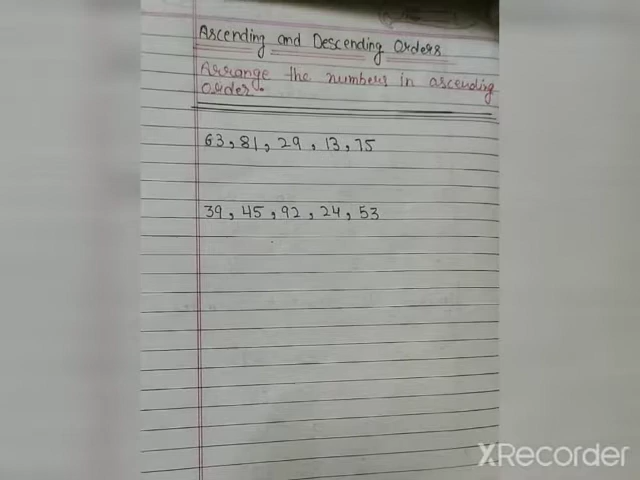 Ascending and Descending Orders
Arrange the numbers in ascending
order.
63, 81, 29, 13, 75
39, 45, 92, 24, 53
XRecorder